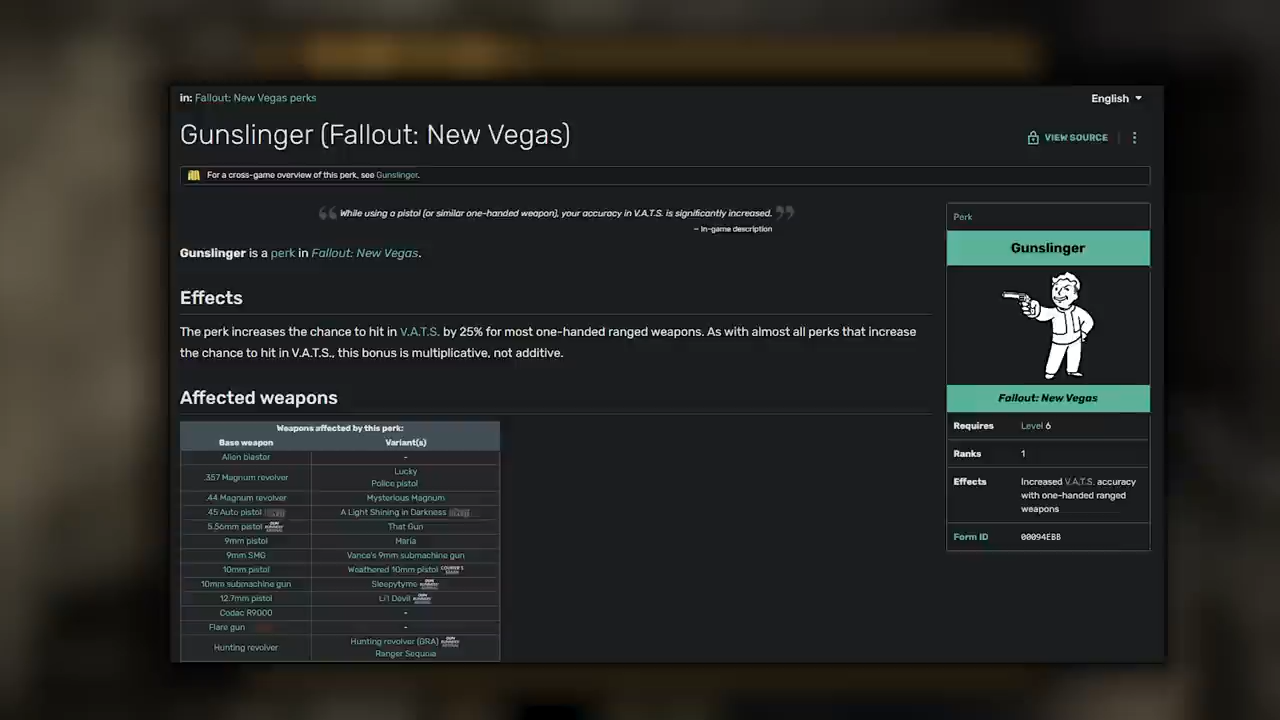 in: Fallout: New Vegas perks
English
Gunslinger (Fallout: New Vegas)
VIEW SOURCE
For a cross-game overview of this perk, see Gunslinger.
While using a pistol (or similar one-handed weapon), your accuracy in V.A.T.S. is significantly increased.
– In-game description
Gunslinger is a perk in Fallout: New Vegas.
Effects
The perk increases the chance to hit in V.A.T.S. by 25% for most one-handed ranged weapons. As with almost all perks that increase
the chance to hit in V.A.T.S., this bonus is multiplicative, not additive.
Affected weapons
Weapons affected by this perk:
Base weapon Variant(s)
Alien blaster -
.357 Magnum revolver Lucky
Police pistol
.44 Magnum revolver Mysterious Magnum
.45 Auto pistol A Light Shining in Darkness
5.56mm pistol That Gun
9mm pistol Maria
9mm SMG Vance's 9mm submachine gun
10mm pistol Weathered 10mm pistol
10mm submachine gun Sleepytyme
12.7mm pistol Li'l Devil
Codac R9000 -
Flare gun -
Hunting revolver Hunting revolver (GRA)
Ranger Sequoia
Perk
Gunslinger
Fallout: New Vegas
Requires Level 6
Ranks 1
Effects Increased V.A.T.S. accuracy
with one-handed ranged
weapons
Form ID 00094EBB